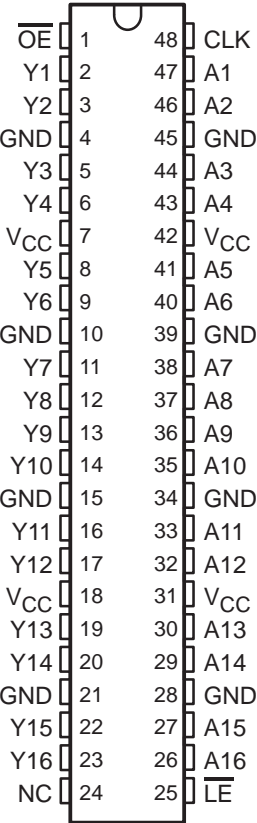 O̅E̅ 1 48 CLK
Y1 2 47 A1
Y2 3 46 A2
GND 4 45 GND
Y3 5 44 A3
Y4 6 43 A4
VCC 7 42 VCC
Y5 8 41 A5
Y6 9 40 A6
GND 10 39 GND
Y7 11 38 A7
Y8 12 37 A8
Y9 13 36 A9
Y10 14 35 A10
GND 15 34 GND
Y11 16 33 A11
Y12 17 32 A12
VCC 18 31 VCC
Y13 19 30 A13
Y14 20 29 A14
GND 21 28 GND
Y15 22 27 A15
Y16 23 26 A16
NC 24 25 L̅E̅